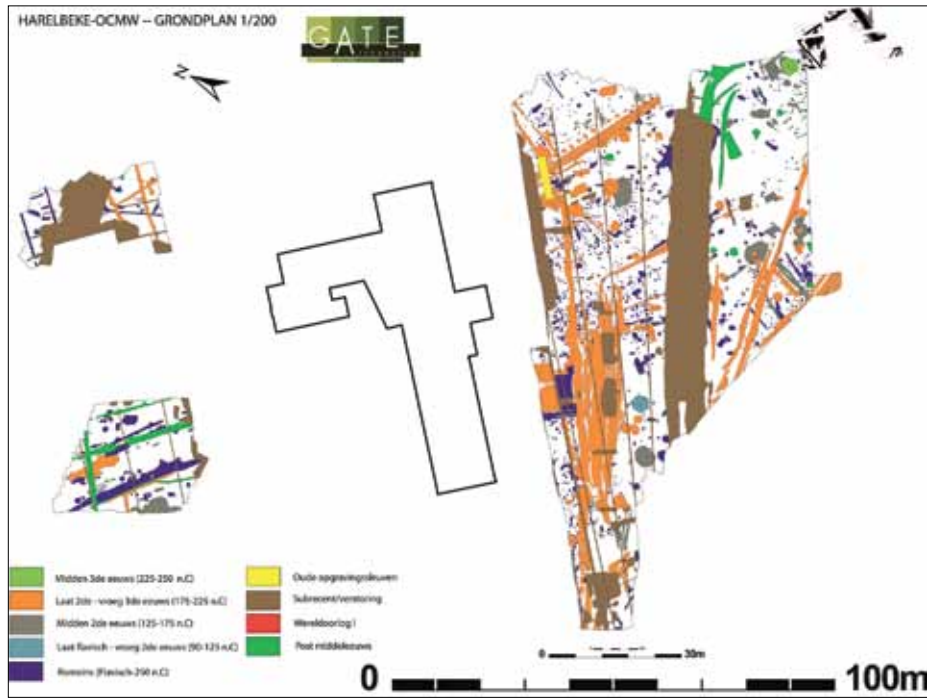 HARELBEKE-OCMW -- GRONDPLAN 1/200
GATE
N
Midden 3de eeuws (225-250 n.C)
Laat 2de - vroeg 3de eeuws (175-225 n.C)
Midden 2de eeuws (125-175 n.C)
Laat flavisch - vroeg 2de eeuws (90-125 n.C)
Romeins (Flavisch-250 n.C)
Oude opgravingssleuven
Subrecent/verstoring
Wereldoorlog I
Post middeleeuws
0 30m
0 100m